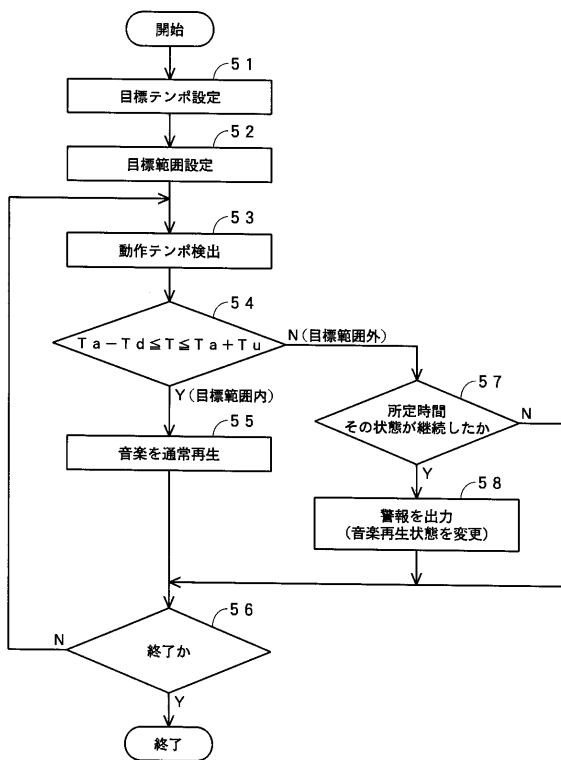 開始
51
目標テンポ設定
52
目標範囲設定
53
動作テンポ検出
54
Ta−Td≦T≦Ta+Tu
N(目標範囲外)
Y(目標範囲内)
55
音楽を通常再生
57
所定時間
その状態が継続したか
N
Y
58
警報を出力
(音楽再生状態を変更)
56
終了か
N
Y
終了